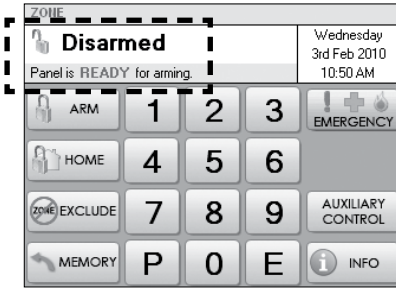 ZONE
Disarmed
Panel is READY for arming.
Wednesday
3rd Feb 2010
10:50 AM
ARM 1 2 3 EMERGENCY
HOME 4 5 6
ZONE EXCLUDE 7 8 9 AUXILIARY CONTROL
MEMORY P 0 E i INFO